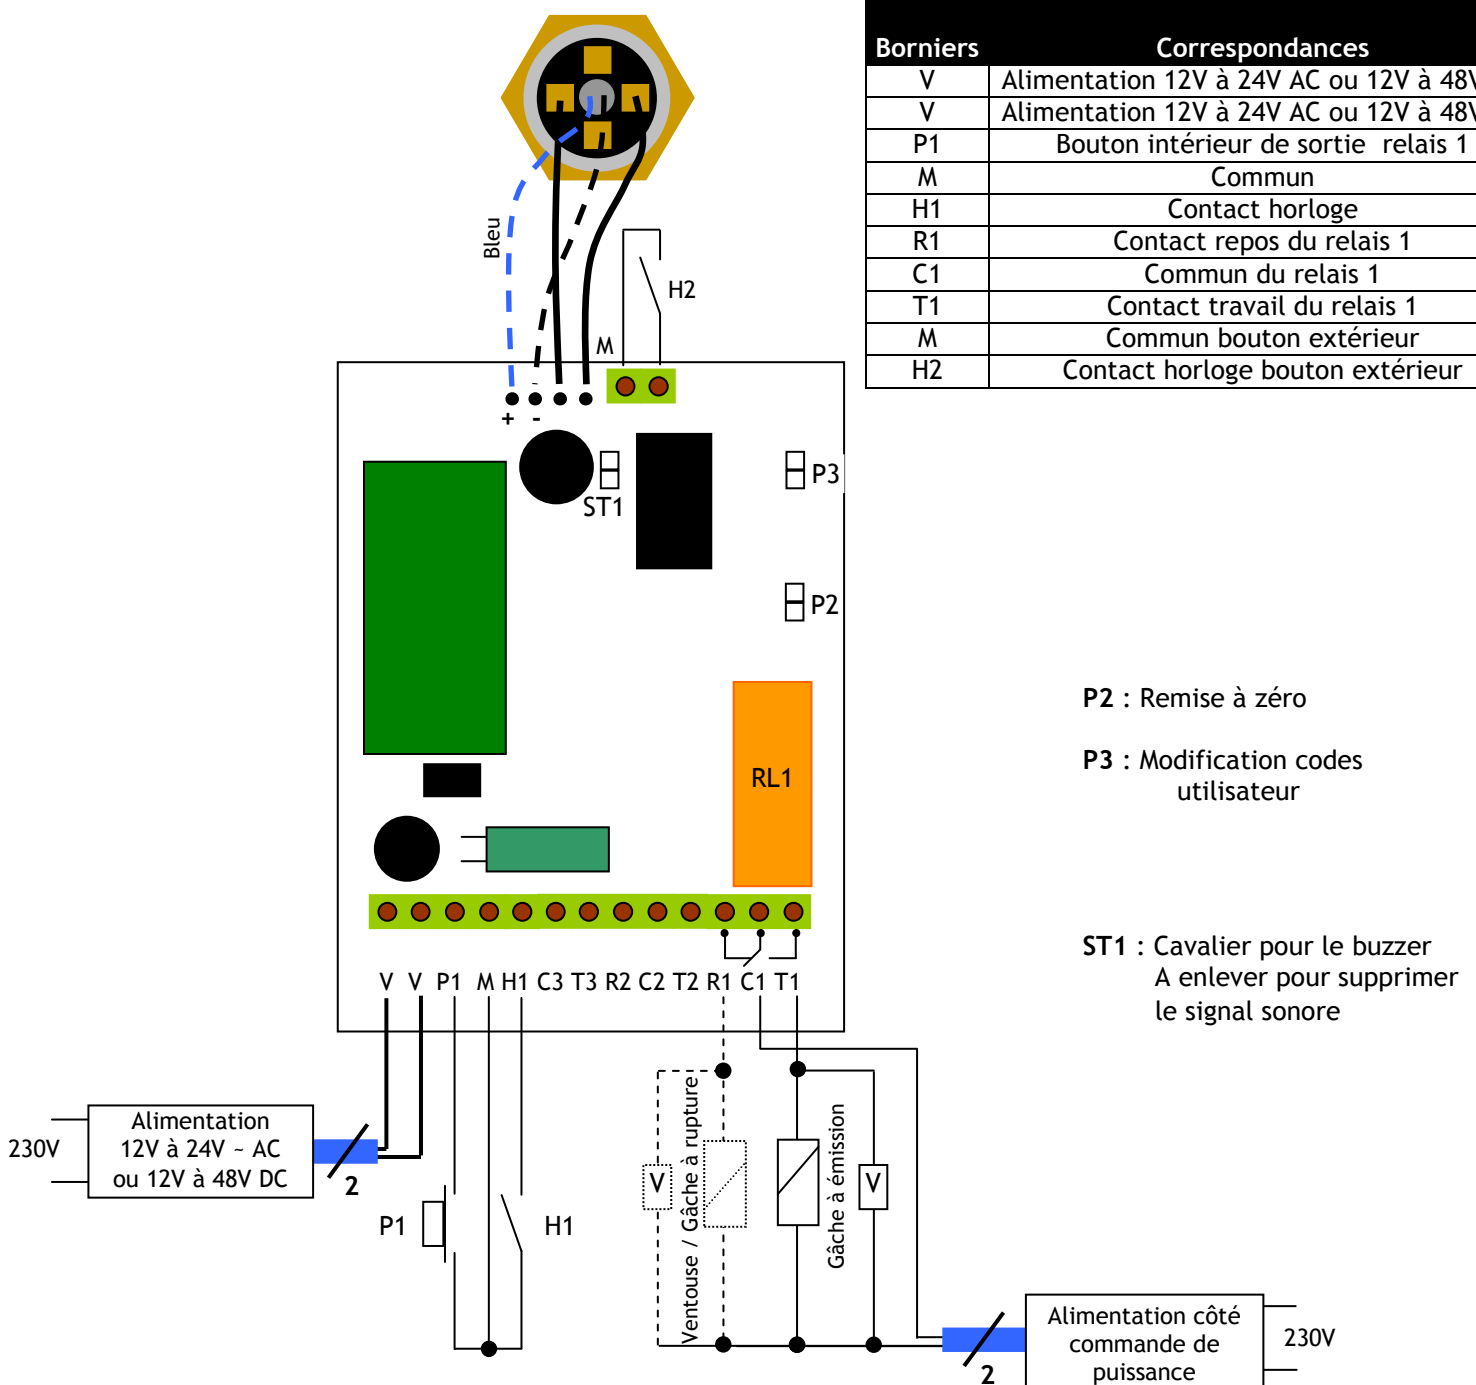 Borniers Correspondances
V Alimentation 12V à 24V AC ou 12V à 48V
V Alimentation 12V à 24V AC ou 12V à 48V
P1 Bouton intérieur de sortie relais 1
M Commun
H1 Contact horloge
R1 Contact repos du relais 1
C1 Commun du relais 1
T1 Contact travail du relais 1
M Commun bouton extérieur
H2 Contact horloge bouton extérieur
Bleu
H2
M
+ -
ST1
P3
P2
RL1
P2 : Remise à zéro
P3 : Modification codes
utilisateur
ST1 : Cavalier pour le buzzer
A enlever pour supprimer
le signal sonore
V V P1 M H1 C3 T3 R2 C2 T2 R1 C1 T1
230V
Alimentation
12V à 24V ~ AC
ou 12V à 48V DC
2
P1
H1
V
Ventouse / Gâche à rupture
Gâche à émission
V
2
Alimentation côté
commande de
puissance
230V